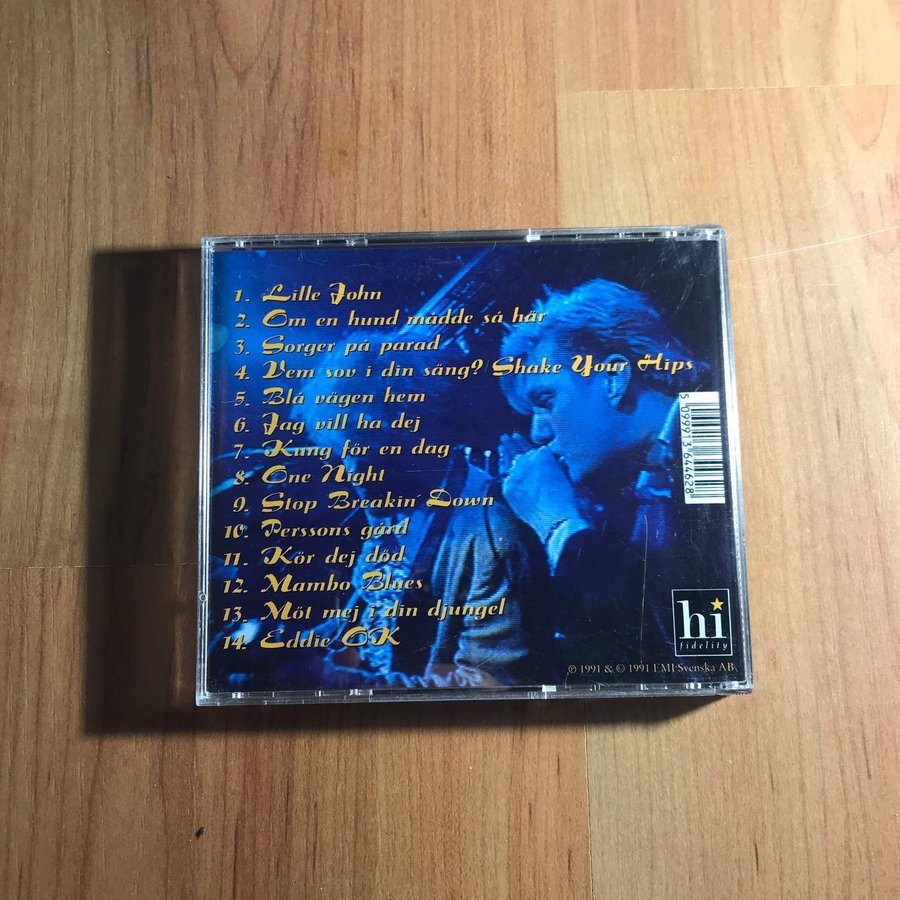 1. Lille John
2. Om en hund mådde så här
3. Sorger på parad
4. Vem sov i din säng? / Shake Your Hips
5. Blå vägen hem
6. Jag vill ha dej
7. Kung för en dag
8. One Night
9. Stop Breakin' Down
10. Perssons gård
11. Kör dej död
12. Mambo Blues
13. Möt mej i din djungel
14. Eddie OK
5 099913 644628
hi
fidelity
℗ 1991 & © 1991 EMI Svenska AB